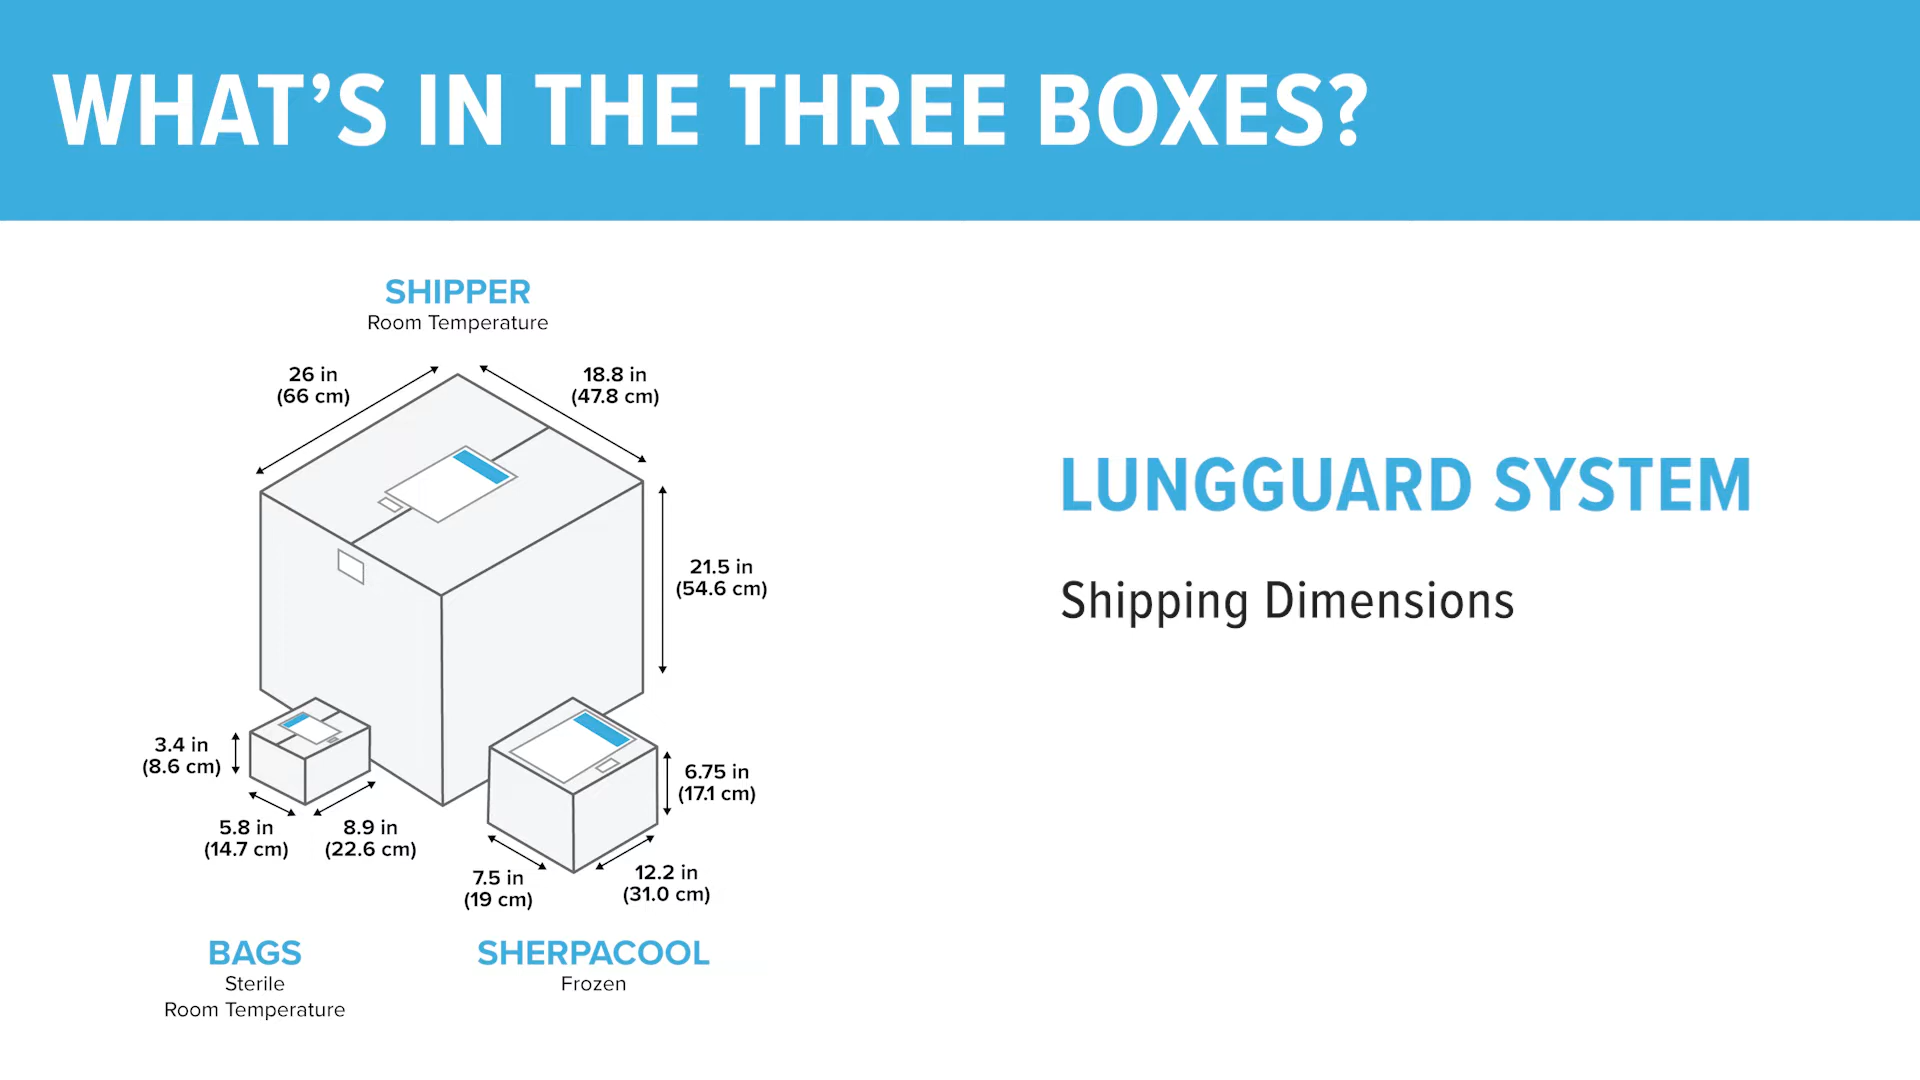 WHAT’S IN THE THREE BOXES?
SHIPPER
Room Temperature
26 in
(66 cm)
18.8 in
(47.8 cm)
21.5 in
(54.6 cm)
3.4 in
(8.6 cm)
5.8 in
(14.7 cm)
8.9 in
(22.6 cm)
6.75 in
(17.1 cm)
7.5 in
(19 cm)
12.2 in
(31.0 cm)
BAGS
Sterile
Room Temperature
SHERPACOOL
Frozen
LUNGGUARD SYSTEM
Shipping Dimensions